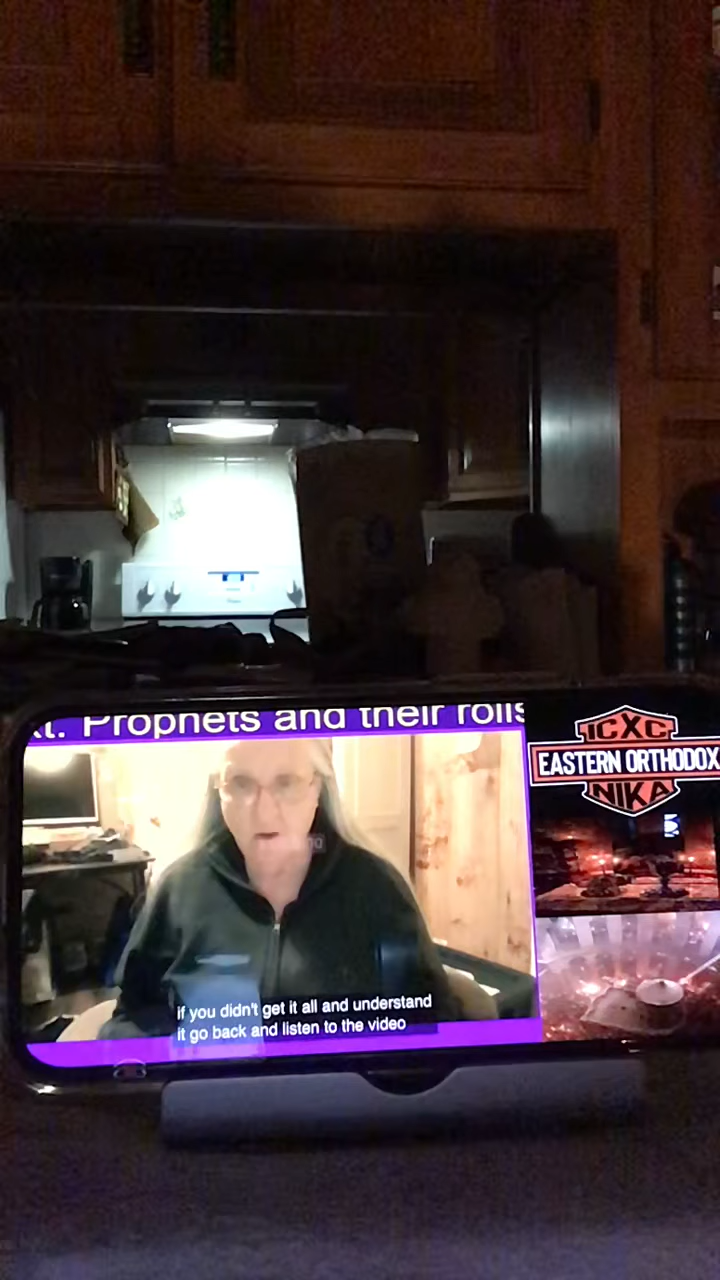 Prophets and their rolls
ICXC
EASTERN ORTHODOX
NIKA
if you didn't get it all and understand
it go back and listen to the video